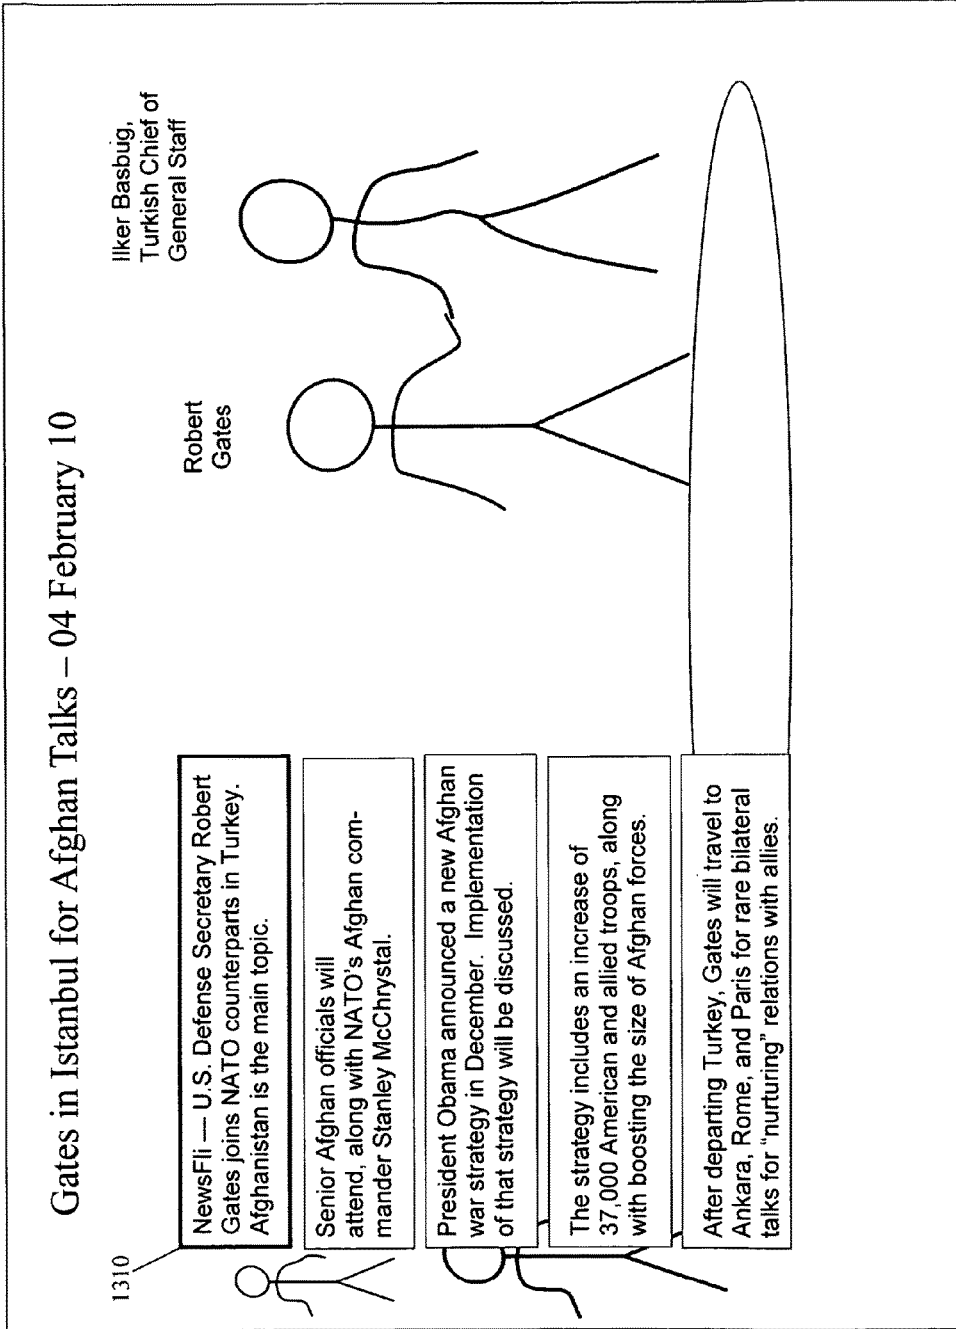 Gates in Istanbul for Afghan Talks – 04 February 10
1310
NewsFli — U.S. Defense Secretary Robert
Gates joins NATO counterparts in Turkey.
Afghanistan is the main topic.
Senior Afghan officials will
attend, along with NATO's Afghan com-
mander Stanley McChrystal.
President Obama announced a new Afghan
war strategy in December.  Implementation
of that strategy will be discussed.
The strategy includes an increase of
37,000 American and allied troops, along
with boosting the size of Afghan forces.
After departing Turkey, Gates will travel to
Ankara, Rome, and Paris for rare bilateral
talks for "nurturing" relations with allies.
Robert
Gates
Ilker Basbug,
Turkish Chief of
General Staff